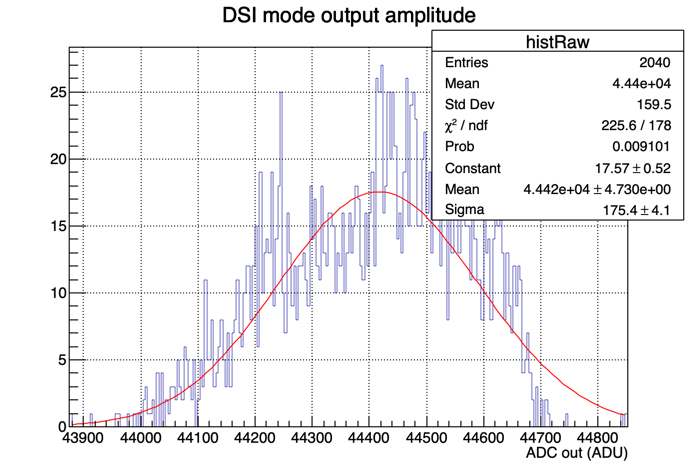 DSI mode output amplitude
histRaw
Entries 2040
Mean 4.44e+04
Std Dev 159.5
χ² / ndf 225.6 / 178
Prob 0.009101
Constant 17.57 ± 0.52
Mean 4.442e+04 ± 4.730e+00
Sigma 175.4 ± 4.1
25
20
15
10
5
0
43900 44000 44100 44200 44300 44400 44500 44600 44700 44800
ADC out (ADU)